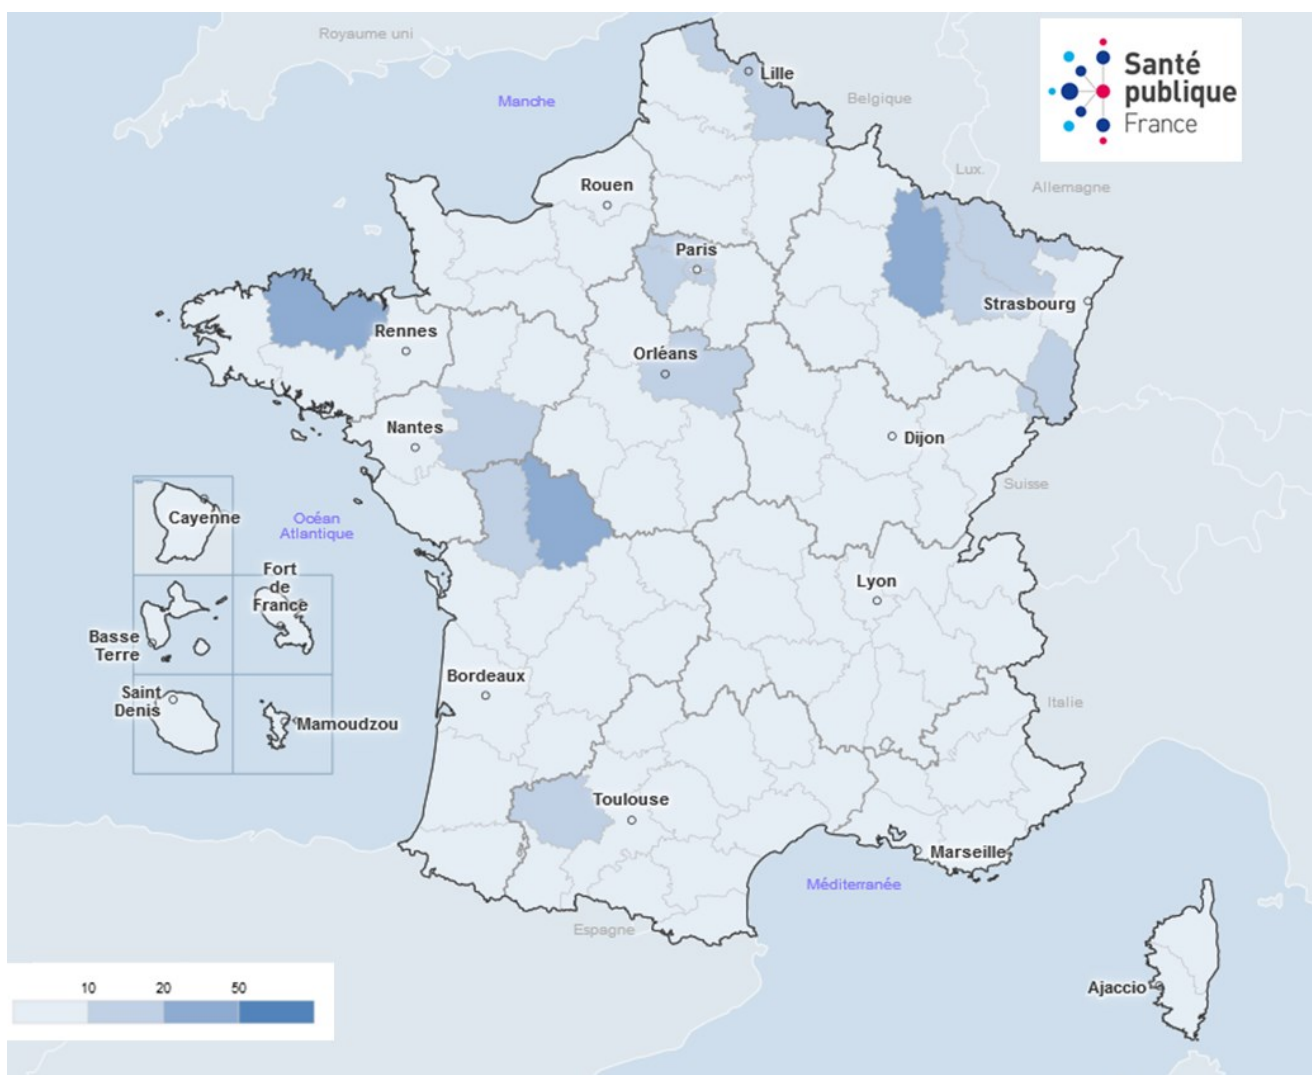 Royaume uni
Manche
Lille
Belgique
Santé
publique
France
Lux.
Allemagne
Rouen
Paris
Strasbourg
Rennes
Orléans
Nantes
Dijon
Suisse
Cayenne
Océan
Atlantique
Fort
de
France
Lyon
Basse
Terre
Bordeaux
Saint
Denis
Mamoudzou
Italie
Toulouse
Marseille
Méditerranée
Espagne
Ajaccio
10 20 50